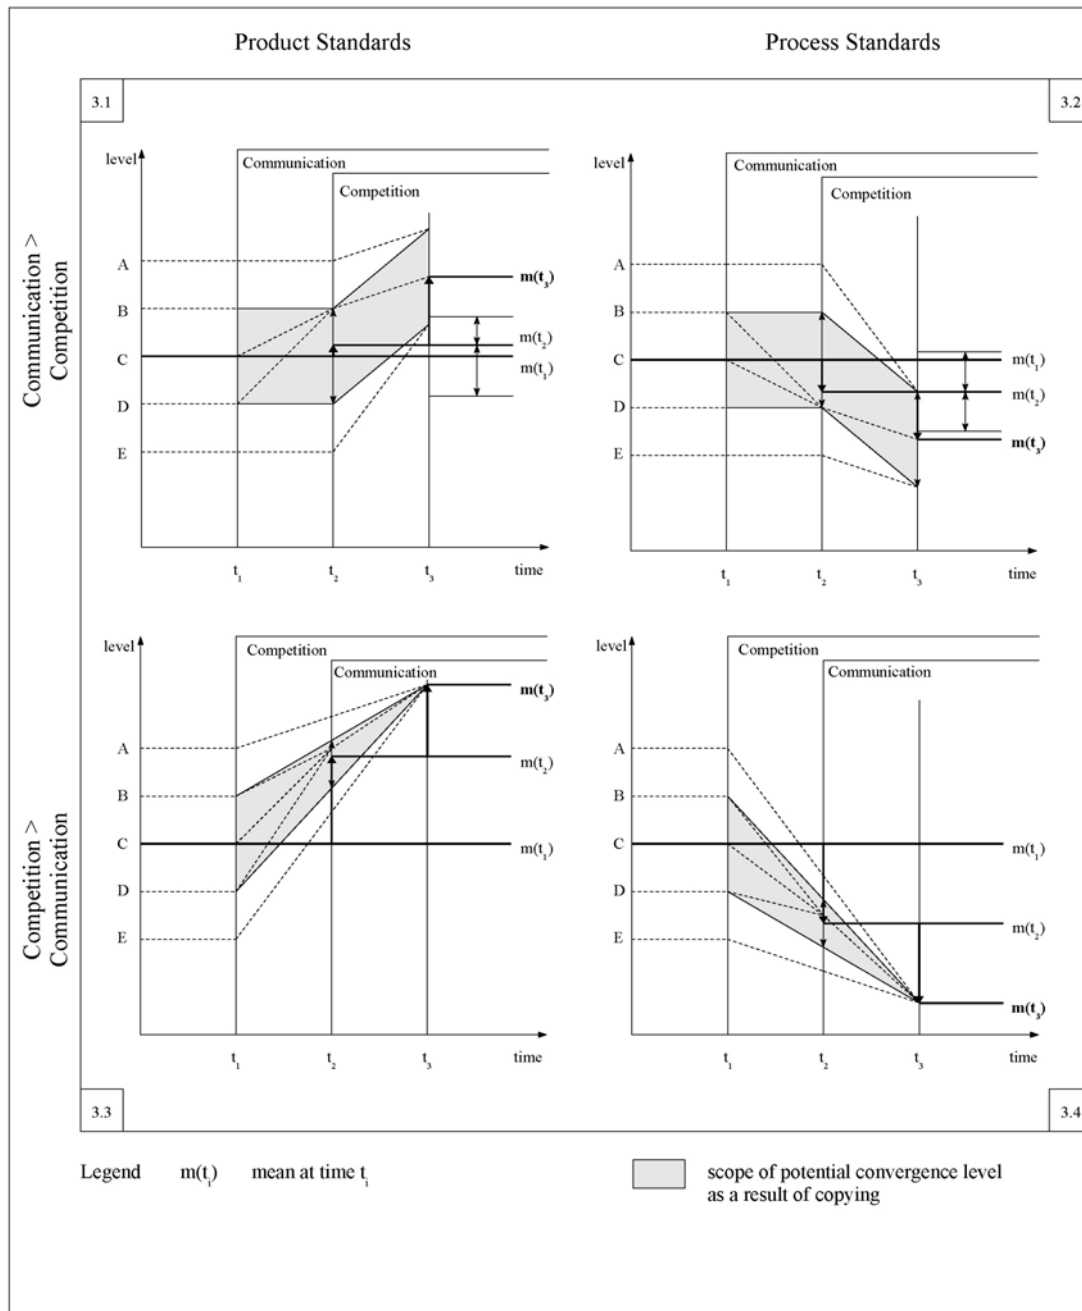 Product Standards
Process Standards
Communication >
Competition
3.1
level
Communication
Competition
A
B
C
D
E
m(t₃)
m(t₂)
m(t₁)
t₁
t₂
t₃
time
3.2
level
Communication
Competition
A
B
C
D
E
m(t₁)
m(t₂)
m(t₃)
t₁
t₂
t₃
time
Competition >
Communication
level
Competition
Communication
A
B
C
D
E
m(t₃)
m(t₂)
m(t₁)
t₁
t₂
t₃
time
3.3
level
Competition
Communication
A
B
C
D
E
m(t₁)
m(t₂)
m(t₃)
t₁
t₂
t₃
time
3.4
Legend m(tᵢ) mean at time tᵢ
scope of potential convergence level
as a result of copying